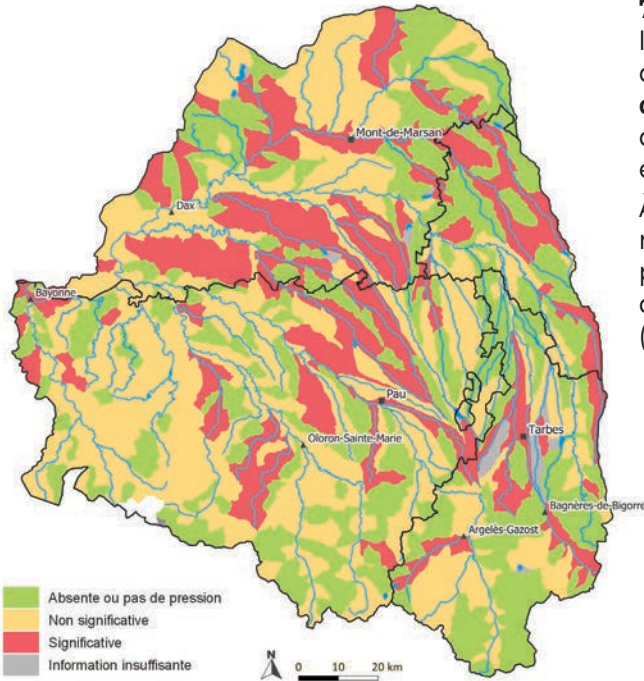 Mont-de-Marsan
Dax
Bayonne
Pau
Oloron-Sainte-Marie
Tarbes
Bagnères-de-Bigorre
Argelès-Gazost
Absente ou pas de pression
Non significative
Significative
Information insuffisante
N
0 10 20 km